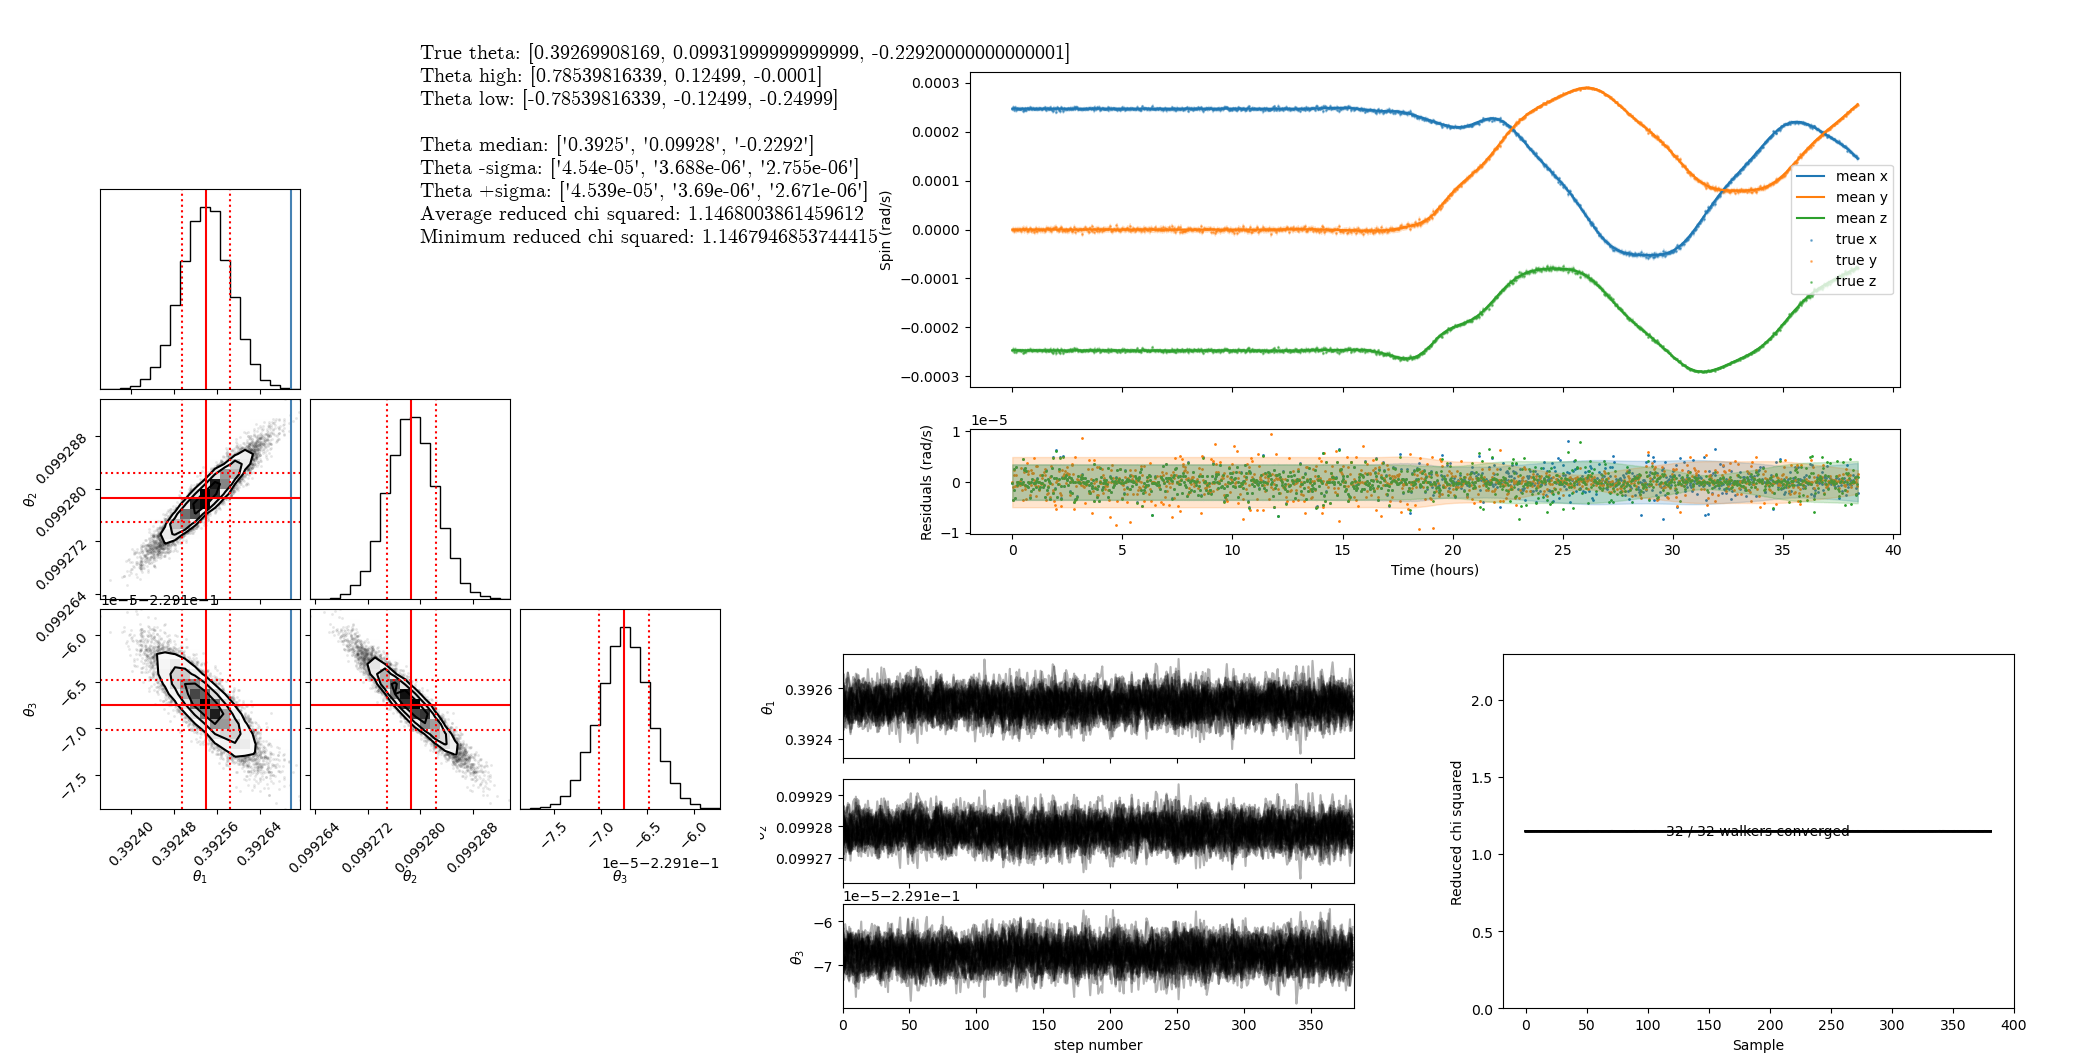 True theta: [0.39269908169, 0.09931999999999999, -0.22920000000000001]
Theta high: [0.78539816339, 0.12499, -0.0001]
Theta low: [-0.78539816339, -0.12499, -0.24999]
Theta median: ['0.3925', '0.09928', '-0.2292']
Theta -sigma: ['4.54e-05', '3.688e-06', '2.755e-06']
Theta +sigma: ['4.539e-05', '3.69e-06', '2.671e-06']
Average reduced chi squared: 1.1468003861459612
Minimum reduced chi squared: 1.1467946853744415
0.0003
0.0002
0.0001
0.0000
−0.0001
−0.0002
−0.0003
Spin (rad/s)
mean x
mean y
mean z
true x
true y
true z
1e−5
1
0
−1
Residuals (rad/s)
0 5 10 15 20 25 30 35 40
Time (hours)
θ2
0.099288
0.099280
0.099272
0.099264
1e−5−2.291e−1
θ3
−6.0
−6.5
−7.0
−7.5
0.39240 0.39248 0.39256 0.39264
θ1
0.099264 0.099272 0.099280 0.099288
θ2
−7.5 −7.0 −6.5 −6.0
1e−5−2.291e−1
θ3
θ1
0.3926
0.3924
0.09929
0.09928
0.09927
1e−5−2.291e−1
θ3
−6
−7
0 50 100 150 200 250 300 350
step number
Reduced chi squared
2.0
1.5
1.0
0.5
0.0
32 / 32 walkers converged
0 50 100 150 200 250 300 350 400
Sample